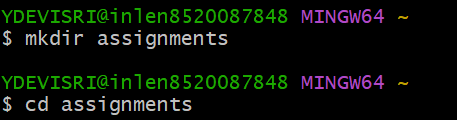 YDEVISRI@inlen8520087848 MINGW64 ~
$ mkdir assignments
YDEVISRI@inlen8520087848 MINGW64 ~
$ cd assignments